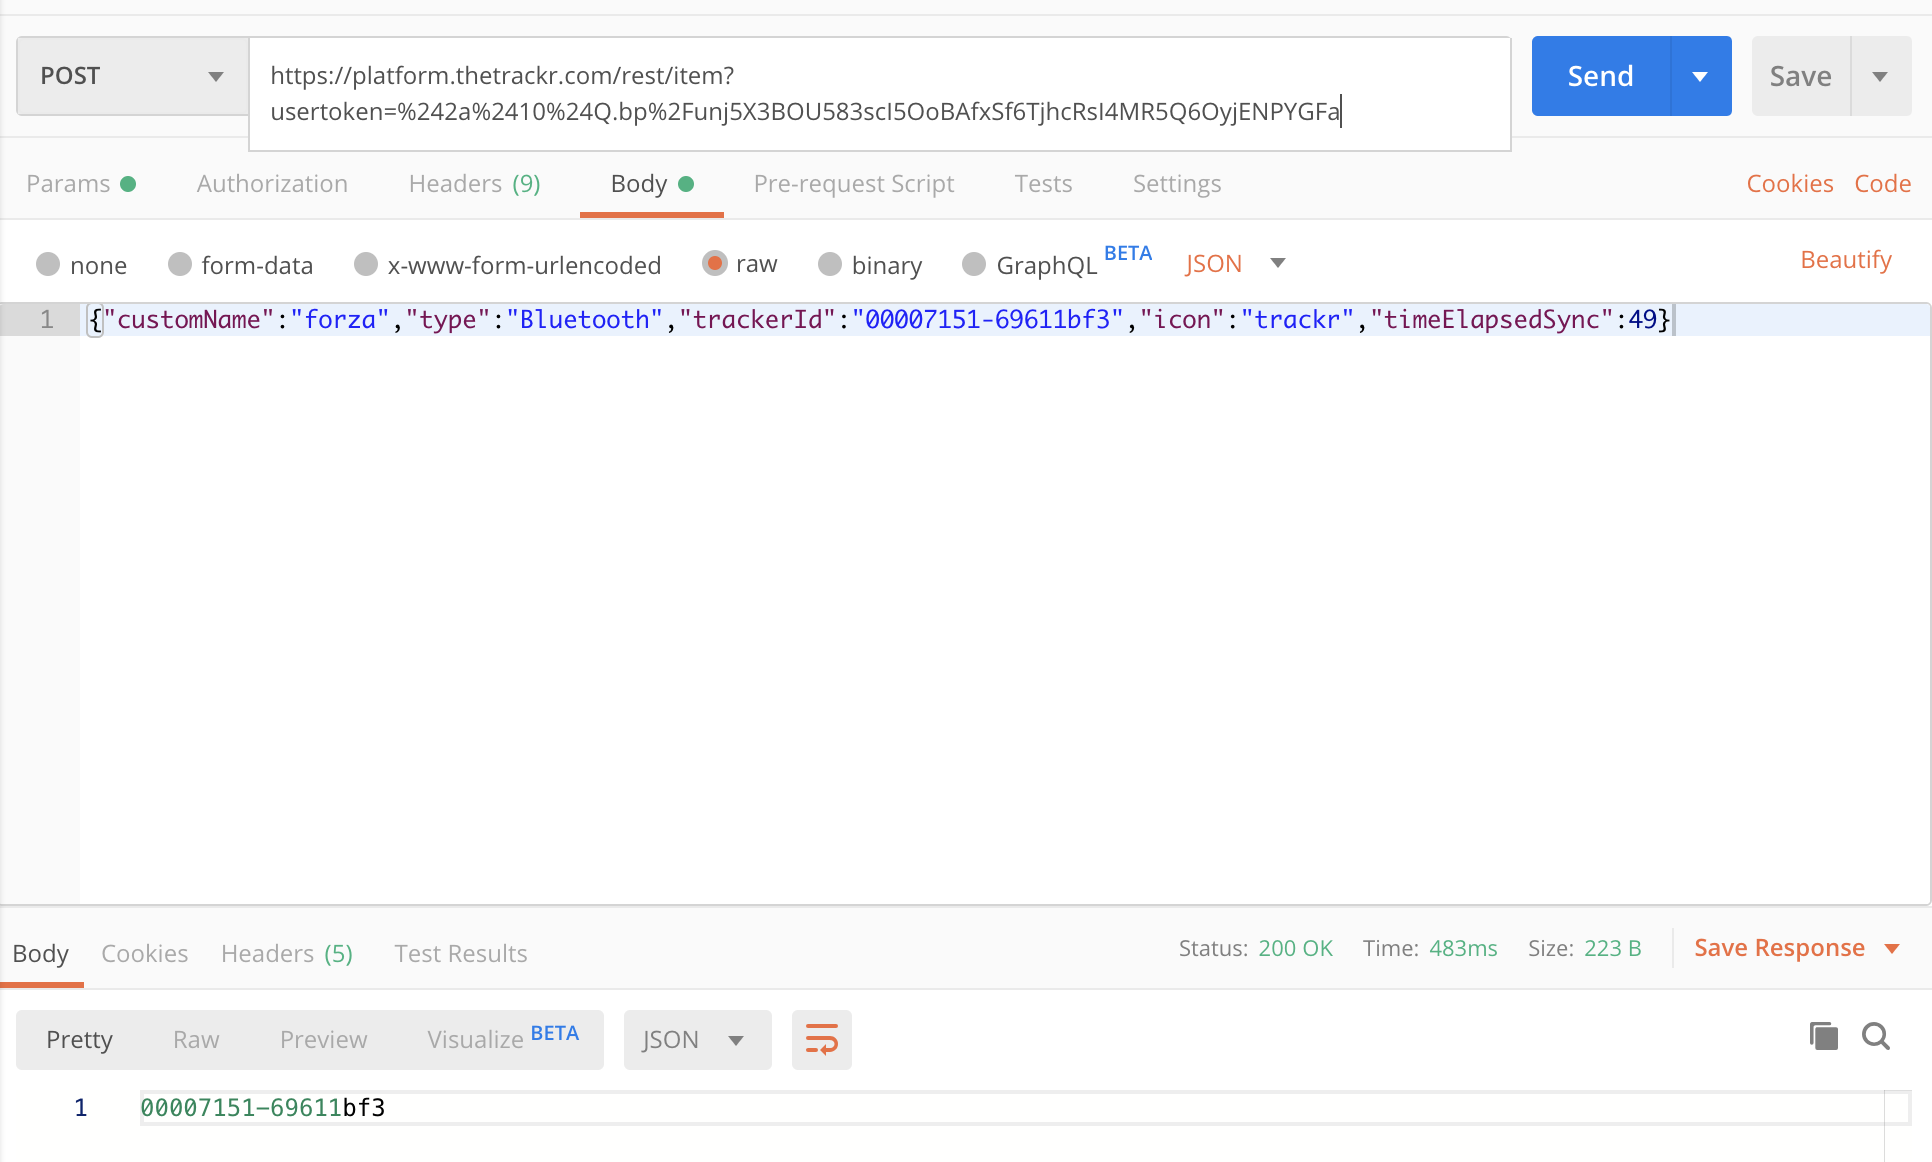 POST
https://platform.thetrackr.com/rest/item?
usertoken=%242a%2410%24Q.bp%2Funj5X3BOU583scI5OoBAfxSf6TjhcRsI4MR5Q6OyjENPYGFa
Send
Save
Params
Authorization
Headers (9)
Body
Pre-request Script
Tests
Settings
Cookies
Code
none
form-data
x-www-form-urlencoded
raw
binary
GraphQL BETA
JSON
Beautify
1 {"customName":"forza","type":"Bluetooth","trackerId":"00007151-69611bf3","icon":"trackr","timeElapsedSync":49}
Body
Cookies
Headers (5)
Test Results
Status: 200 OK
Time: 483ms
Size: 223 B
Save Response
Pretty
Raw
Preview
Visualize BETA
JSON
1 00007151-69611bf3